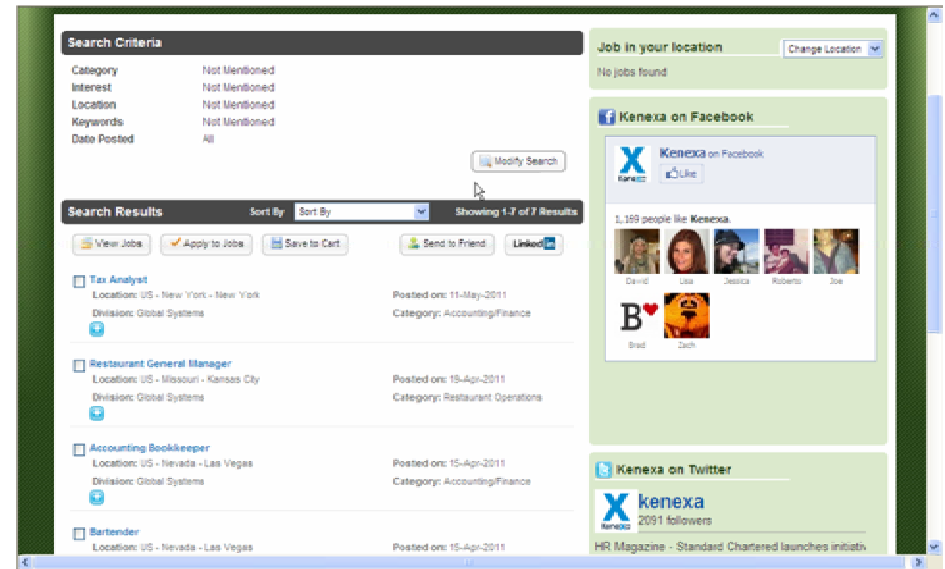 Search Criteria
Category Not Mentioned
Interest Not Mentioned
Location Not Mentioned
Keywords Not Mentioned
Date Posted All
Modify Search
Search Results Sort By Sort By Showing 1-7 of 7 Results
View Jobs Apply to Jobs Save to Cart Send to Friend Linked in
Tax Analyst
Location: US - New York - New York Posted on: 11-May-2011
Division: Global Systems Category: Accounting/Finance
Restaurant General Manager
Location: US - Missouri - Kansas City Posted on: 19-Apr-2011
Division: Global Systems Category: Restaurant Operations
Accounting Bookkeeper
Location: US - Nevada - Las Vegas Posted on: 15-Apr-2011
Division: Global Systems Category: Accounting/Finance
Bartender
Location: US - Nevada - Las Vegas Posted on: 15-Apr-2011
Job in your location Change Location
No jobs found
Kenexa on Facebook
Kenexa
Kenexa on Facebook
Like
1,169 people like Kenexa.
David Lisa Jessica Roberto Joe
B
Brad Zach
Kenexa on Twitter
Kenexa
kenexa
2091 followers
HR Magazine - Standard Chartered launches initiativ